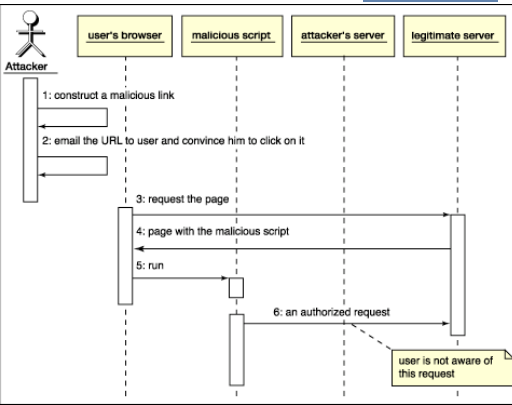 user's browser
malicious script
attacker's server
legitimate server
Attacker
1: construct a malicious link
2: email the URL to user and convince him to click on it
3: request the page
4: page with the malicious script
5: run
6: an authorized request
user is not aware of
this request